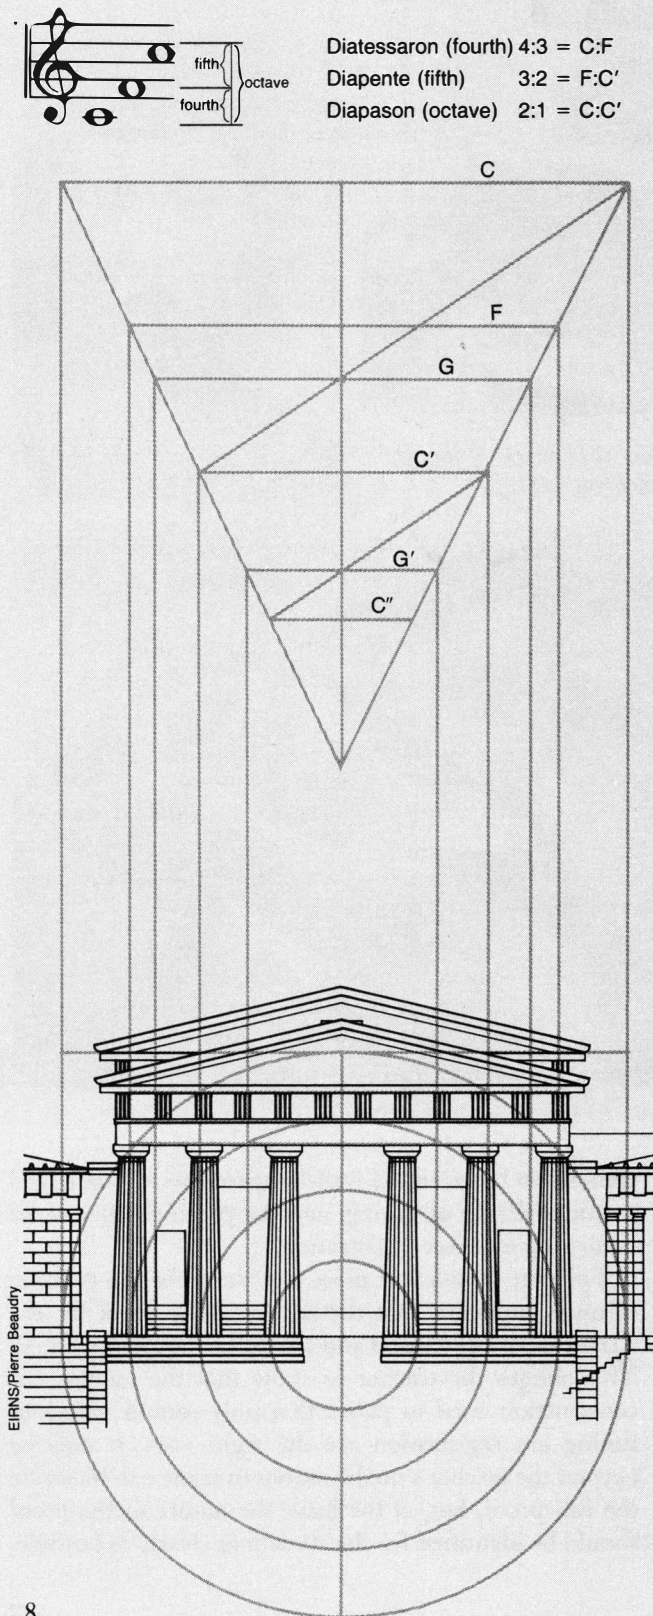 Diatessaron (fourth) 4:3 = C:F
Diapente (fifth) 3:2 = F:C′
Diapason (octave) 2:1 = C:C′
fifth
octave
fourth
C
F
G
C′
G′
C″
EIRNS/Pierre Beaudry
8